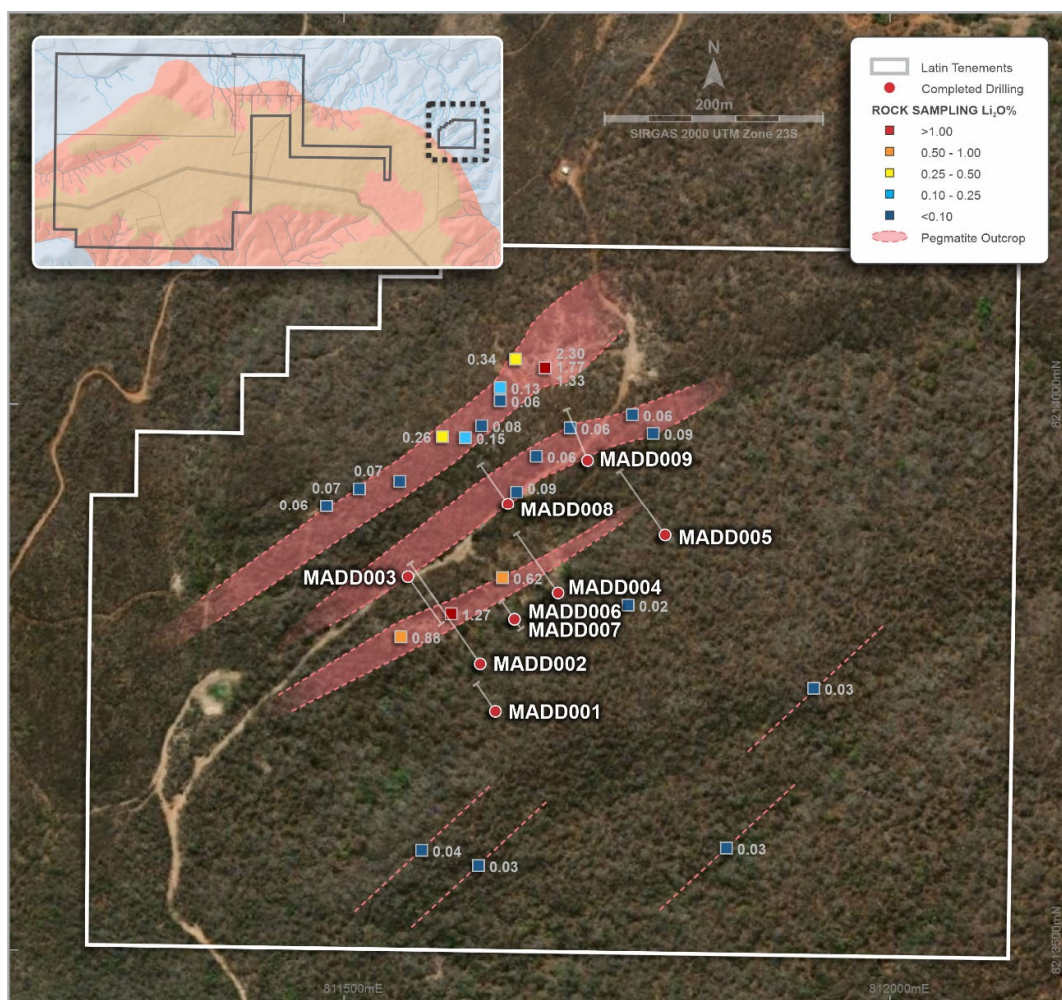 N
200m
SIRGAS 2000 UTM Zone 23S
Latin Tenements
Completed Drilling
ROCK SAMPLING Li₂O%
>1.00
0.50 - 1.00
0.25 - 0.50
0.10 - 0.25
<0.10
Pegmatite Outcrop
0.34
2.30
1.77
1.33
0.13
0.06
0.08
0.26
0.15
0.07
0.07
0.06
0.06
0.06
0.09
0.06
MADD009
0.09
MADD008
MADD005
MADD003
0.62
MADD004
0.02
1.27
MADD006
MADD007
0.88
MADD002
MADD001
0.03
0.04
0.03
0.03
8214000mN
8213500mN
811500mE
812000mE